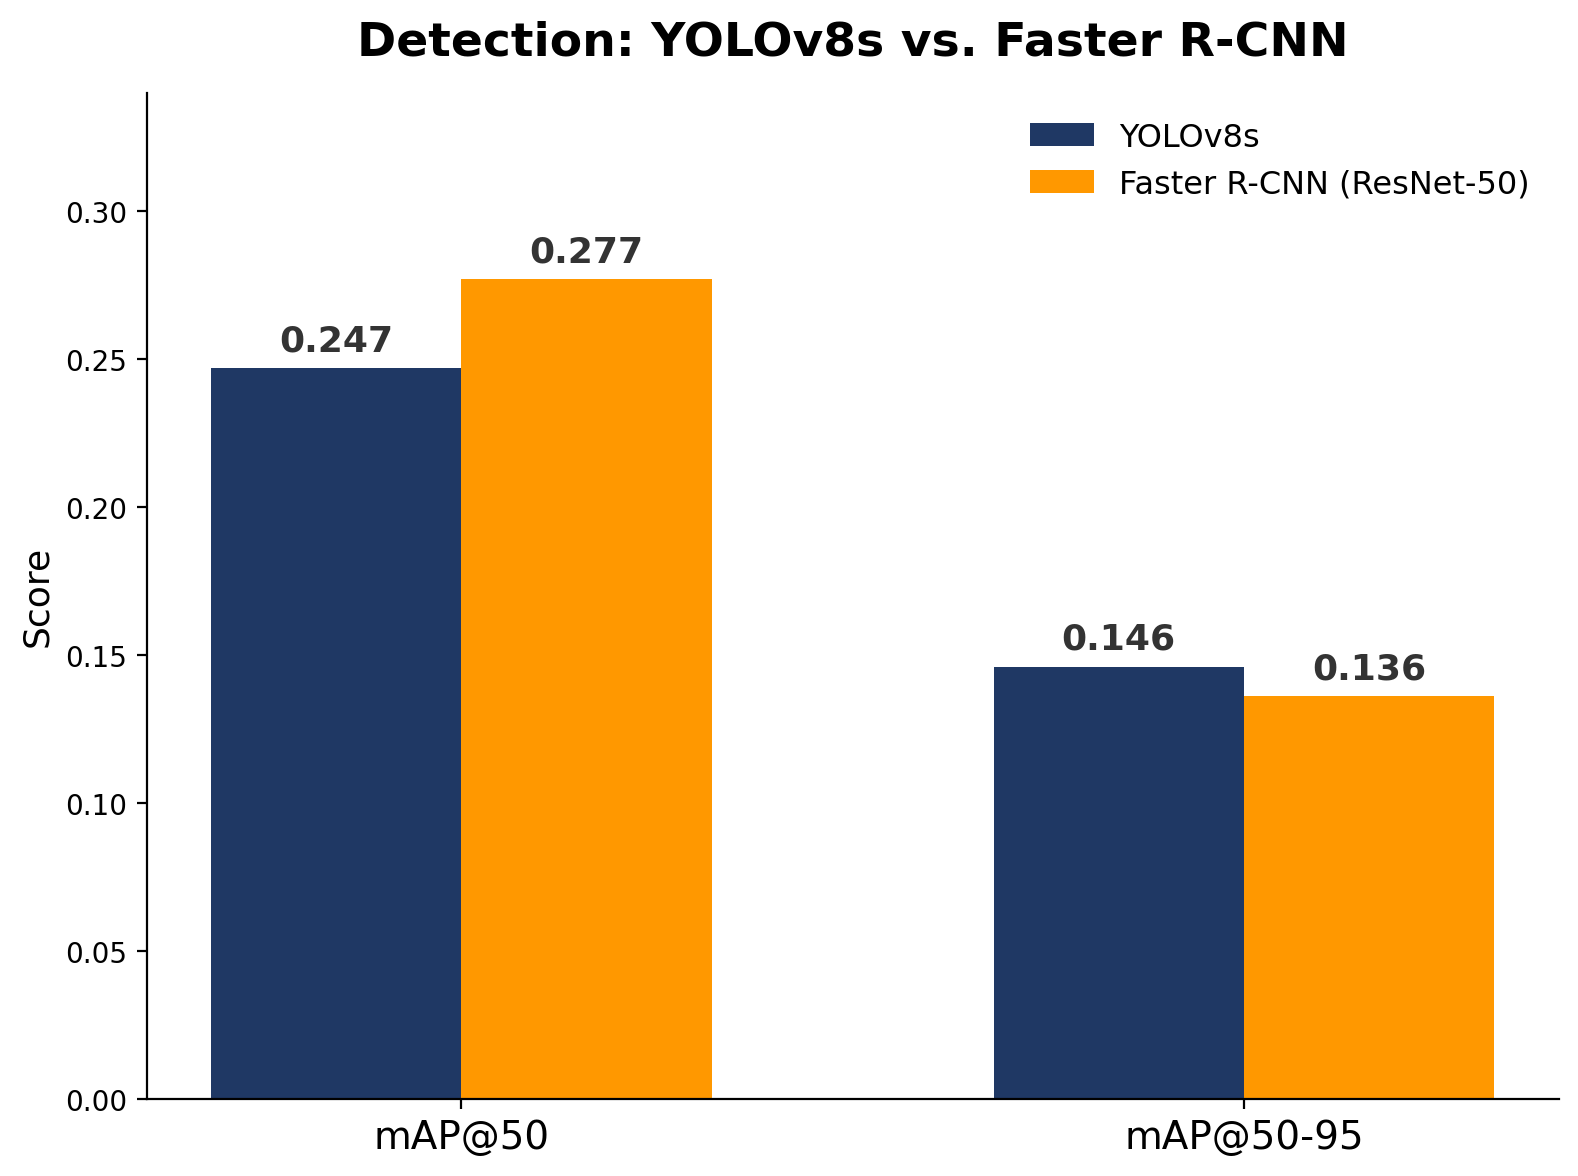 Detection: YOLOv8s vs. Faster R-CNN
YOLOv8s
Faster R-CNN (ResNet-50)
Score
0.30
0.25
0.20
0.15
0.10
0.05
0.00
0.247
0.277
0.146
0.136
mAP@50
mAP@50-95